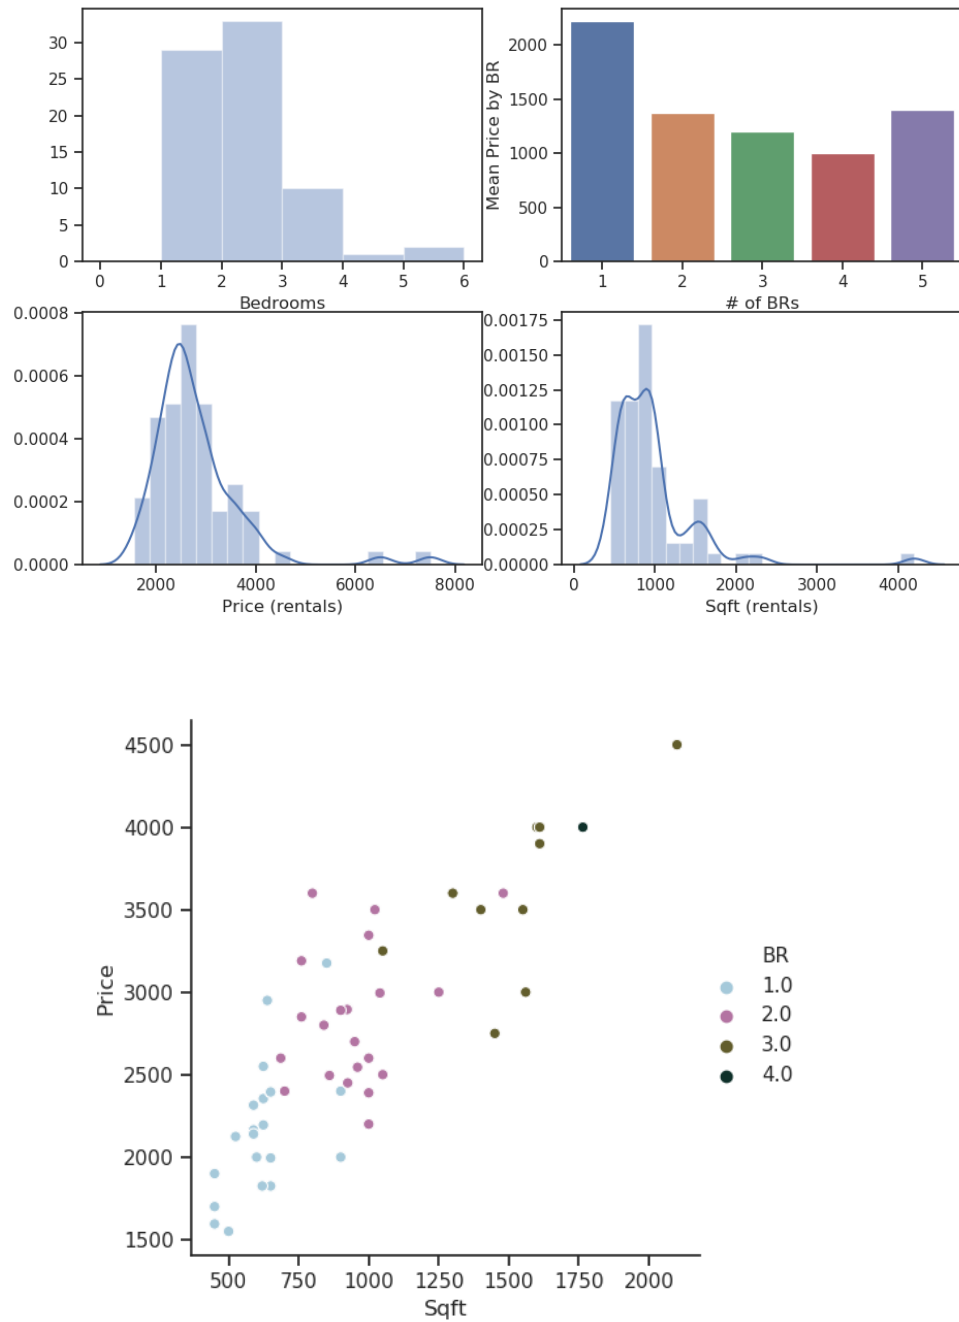 30
25
20
15
10
5
0
0 1 2 3 4 5 6
Bedrooms
Mean Price by BR
2000
1500
1000
500
0
1 2 3 4 5
# of BRs
0.0008
0.0006
0.0004
0.0002
0.0000
2000 4000 6000 8000
Price (rentals)
0.00175
0.00150
0.00125
0.00100
0.00075
0.00050
0.00025
0.00000
0 1000 2000 3000 4000
Sqft (rentals)
Price
4500
4000
3500
3000
2500
2000
1500
500 750 1000 1250 1500 1750 2000
Sqft
BR
1.0
2.0
3.0
4.0